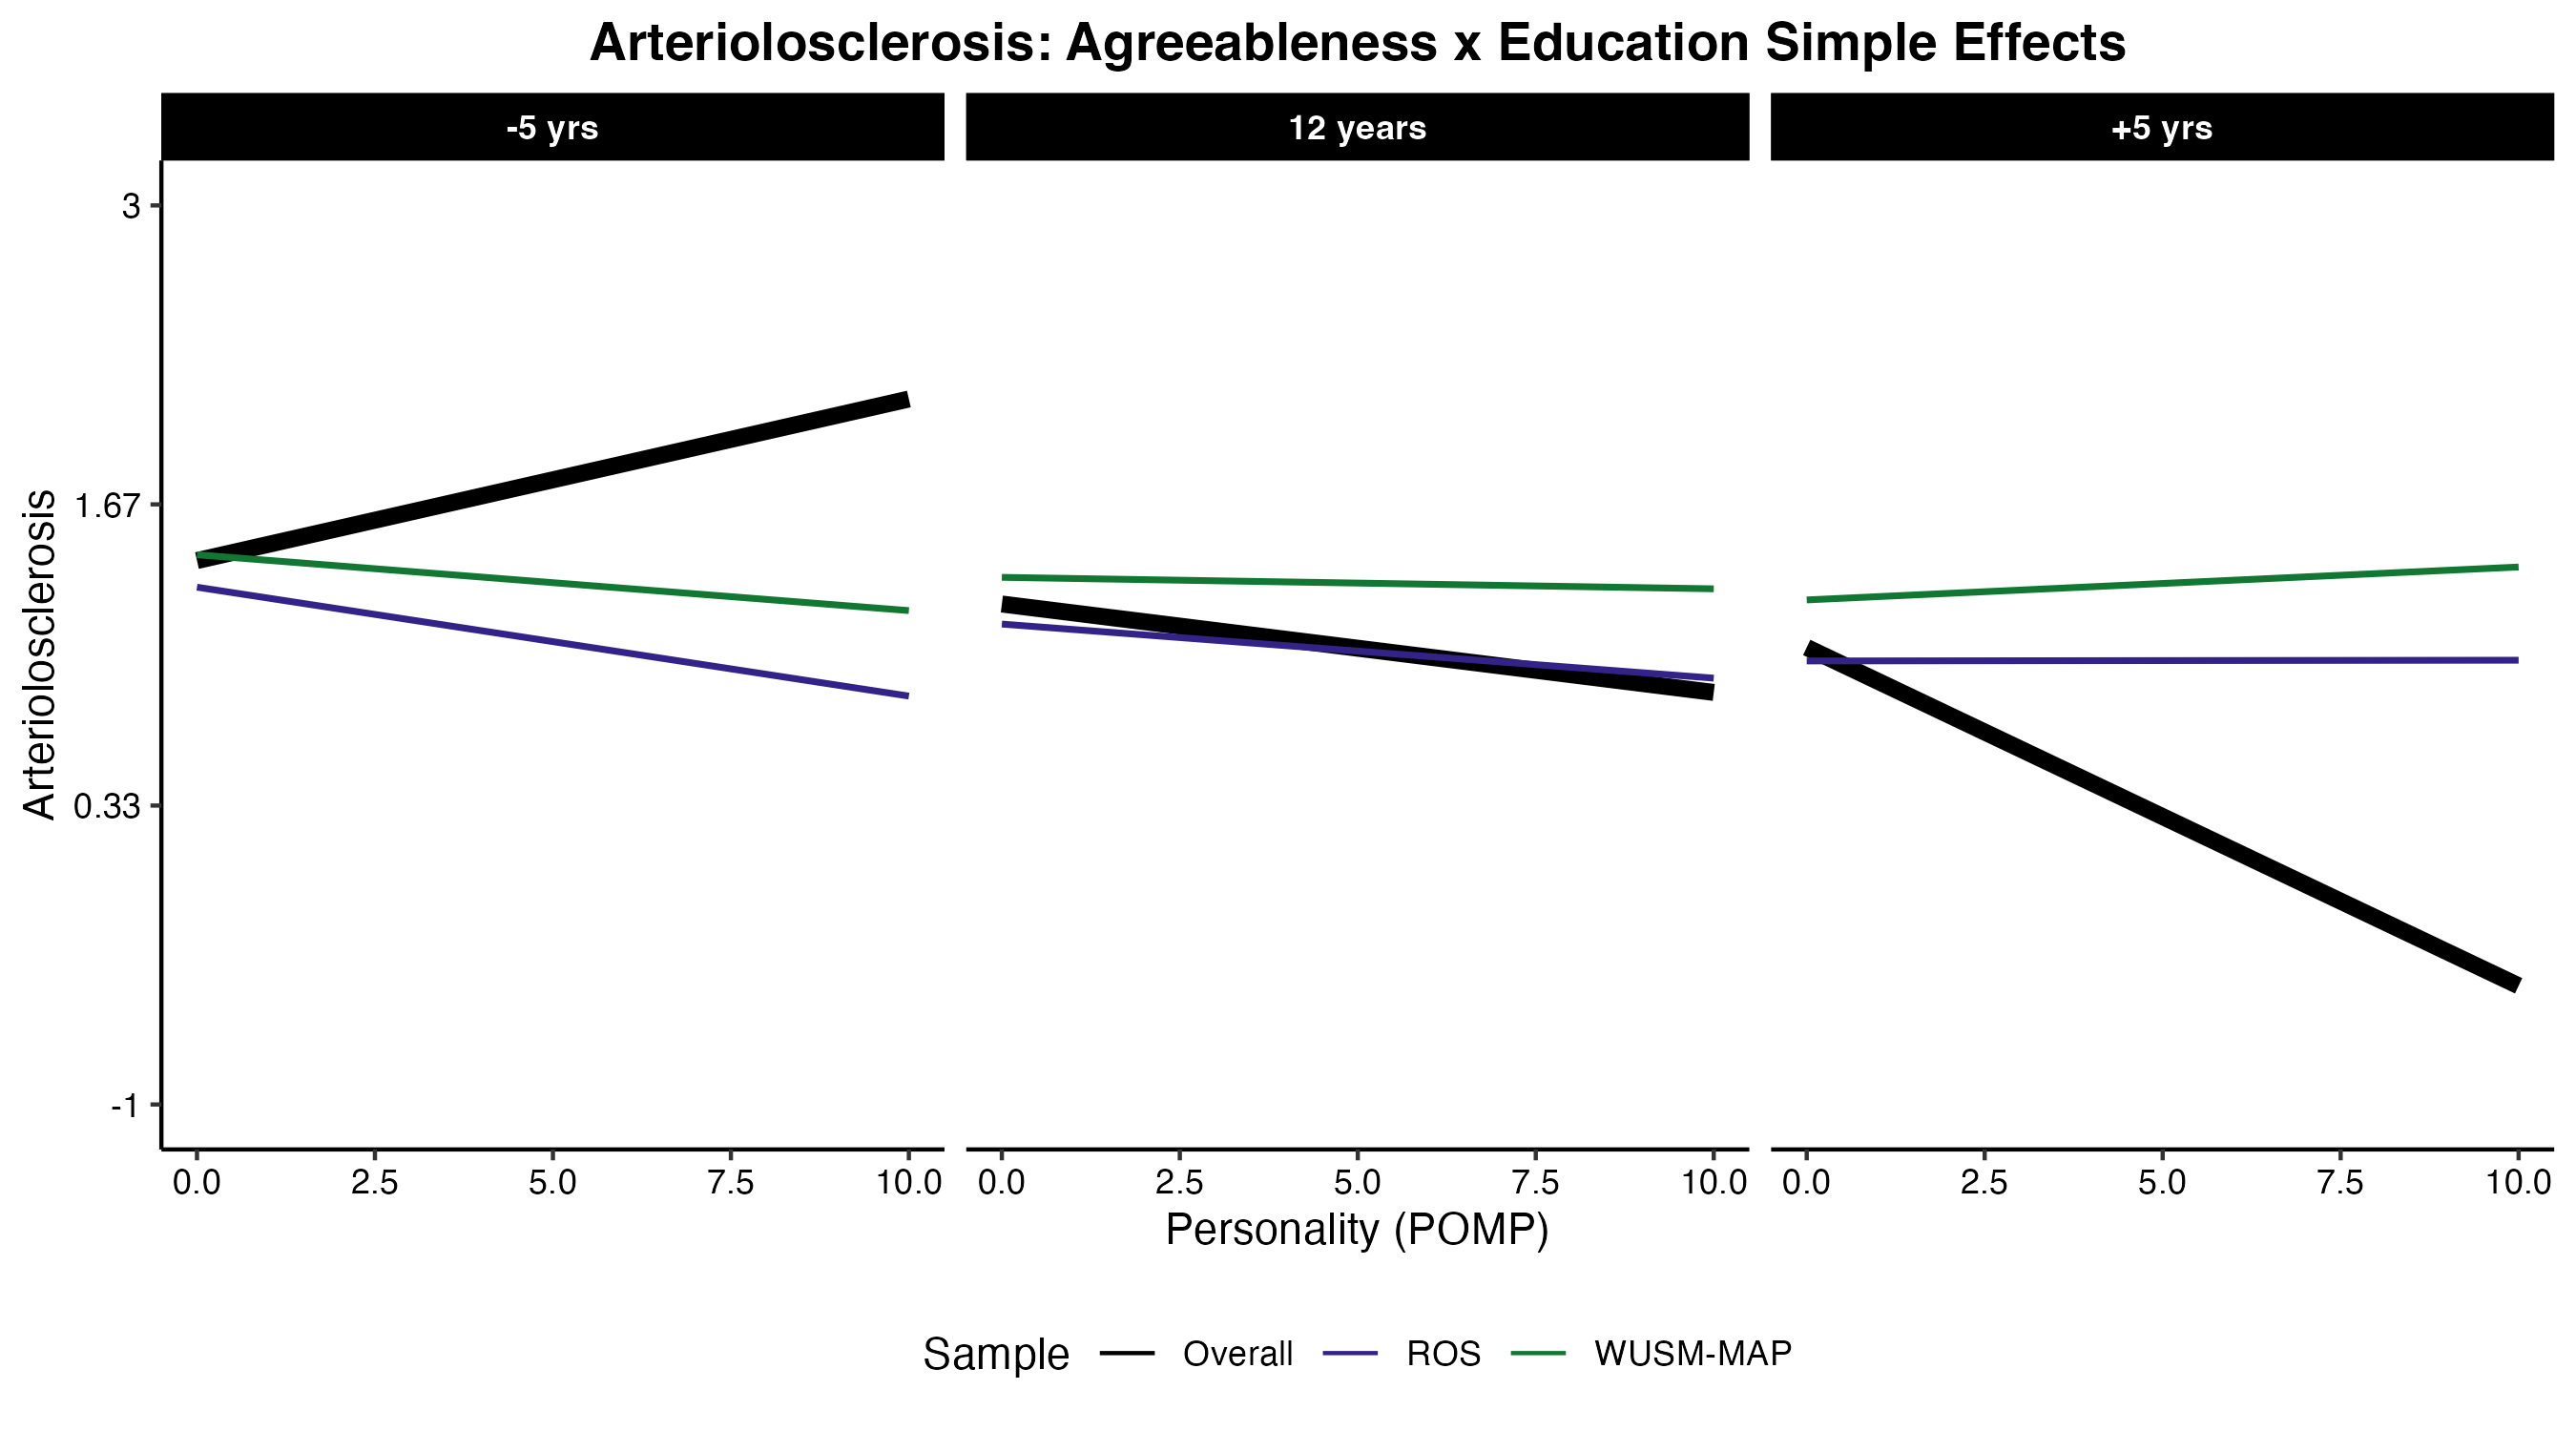 Arteriolosclerosis: Agreeableness x Education Simple Effects
-5 yrs
12 years
+5 yrs
Arteriolosclerosis
3
1.67
0.33
-1
0.0 2.5 5.0 7.5 10.0
0.0 2.5 5.0 7.5 10.0
0.0 2.5 5.0 7.5 10.0
Personality (POMP)
Sample Overall ROS WUSM-MAP